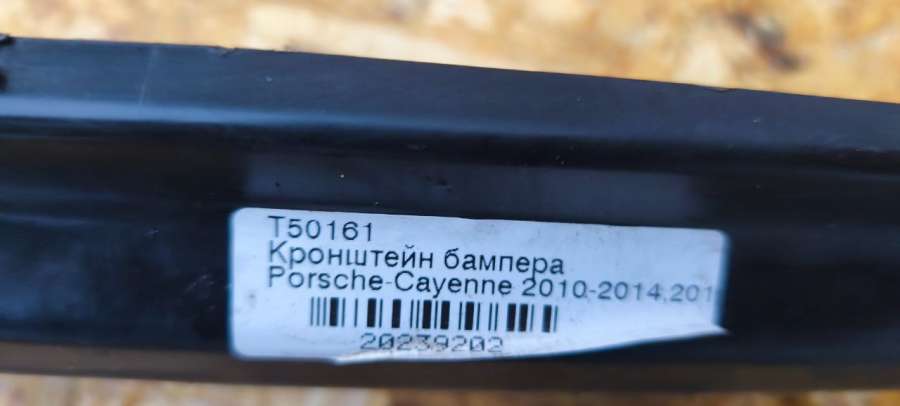 T50161
Кронштейн бампера
Porsche-Cayenne 2010-2014,201
20239202